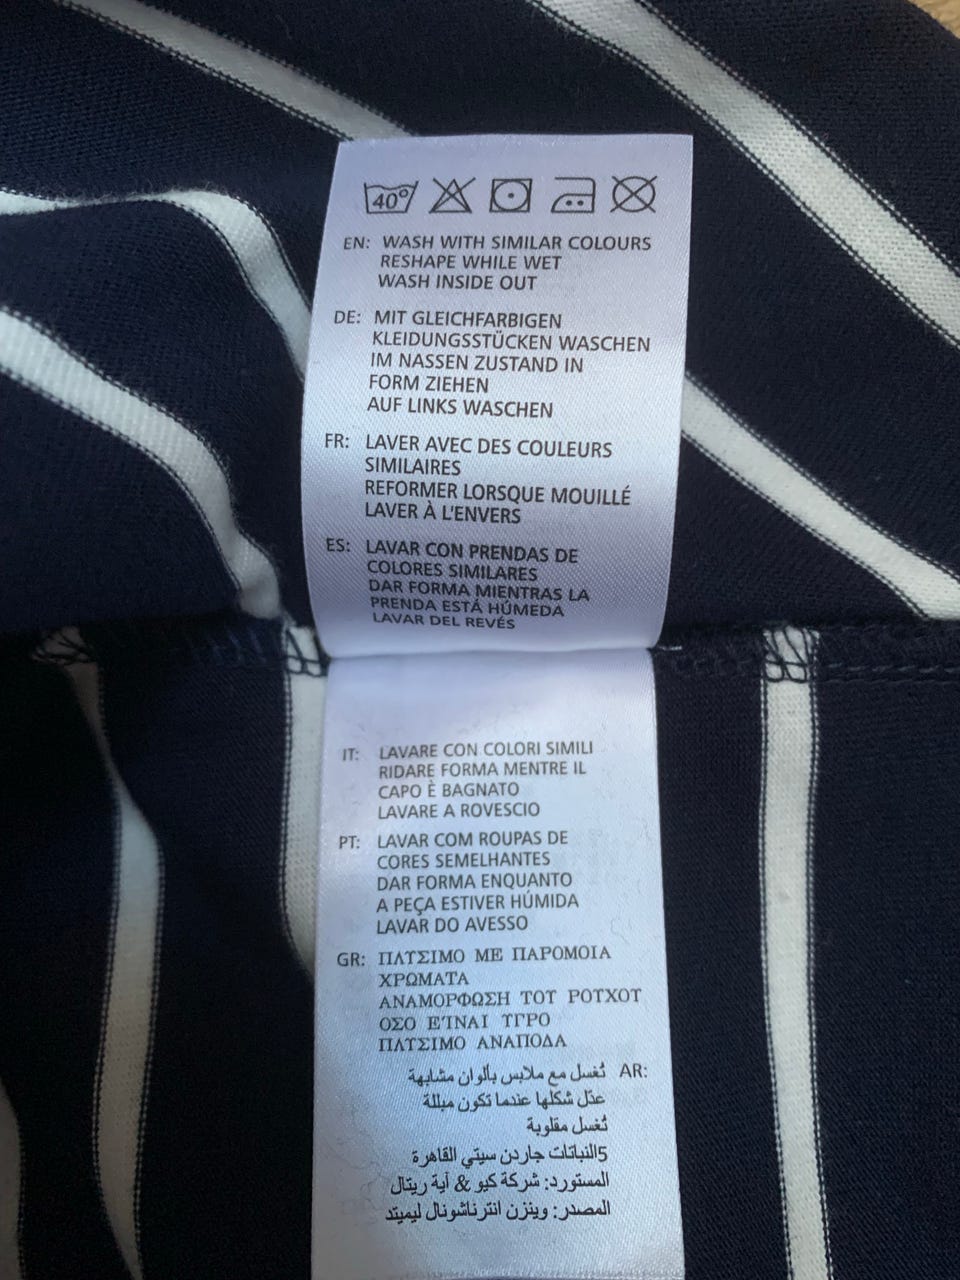 40°
EN: WASH WITH SIMILAR COLOURS
RESHAPE WHILE WET
WASH INSIDE OUT
DE: MIT GLEICHFARBIGEN
KLEIDUNGSSTÜCKEN WASCHEN
IM NASSEN ZUSTAND IN
FORM ZIEHEN
AUF LINKS WASCHEN
FR: LAVER AVEC DES COULEURS
SIMILAIRES
REFORMER LORSQUE MOUILLÉ
LAVER À L'ENVERS
ES: LAVAR CON PRENDAS DE
COLORES SIMILARES
DAR FORMA MIENTRAS LA
PRENDA ESTÁ HÚMEDA
LAVAR DEL REVÉS
IT: LAVARE CON COLORI SIMILI
RIDARE FORMA MENTRE IL
CAPO È BAGNATO
LAVARE A ROVESCIO
PT: LAVAR COM ROUPAS DE
CORES SEMELHANTES
DAR FORMA ENQUANTO
A PEÇA ESTIVER HÚMIDA
LAVAR DO AVESSO
GR: ΠΛΤΣΙΜΟ ΜΕ ΠΑΡΟΜΟΙΑ
ΧΡΩΜΑΤΑ
ΑΝΑΜΟΡΦΩΣΗ ΤΟΤ ΡΟΤΧΟΤ
ΟΣΟ ΕΊΝΑΙ ΤΓΡΟ
ΠΛΤΣΙΜΟ ΑΝΑΠΟΔΑ
AR: تُغسل مع ملابس بألوان مشابهة
عدّل شكلها عندما تكون مبللة
تُغسل مقلوبة
5النباتات جاردن سيتي القاهرة
المستورد: شركة كيو & آية ريتال
المصدر: وينزن انترناشونال ليميتد